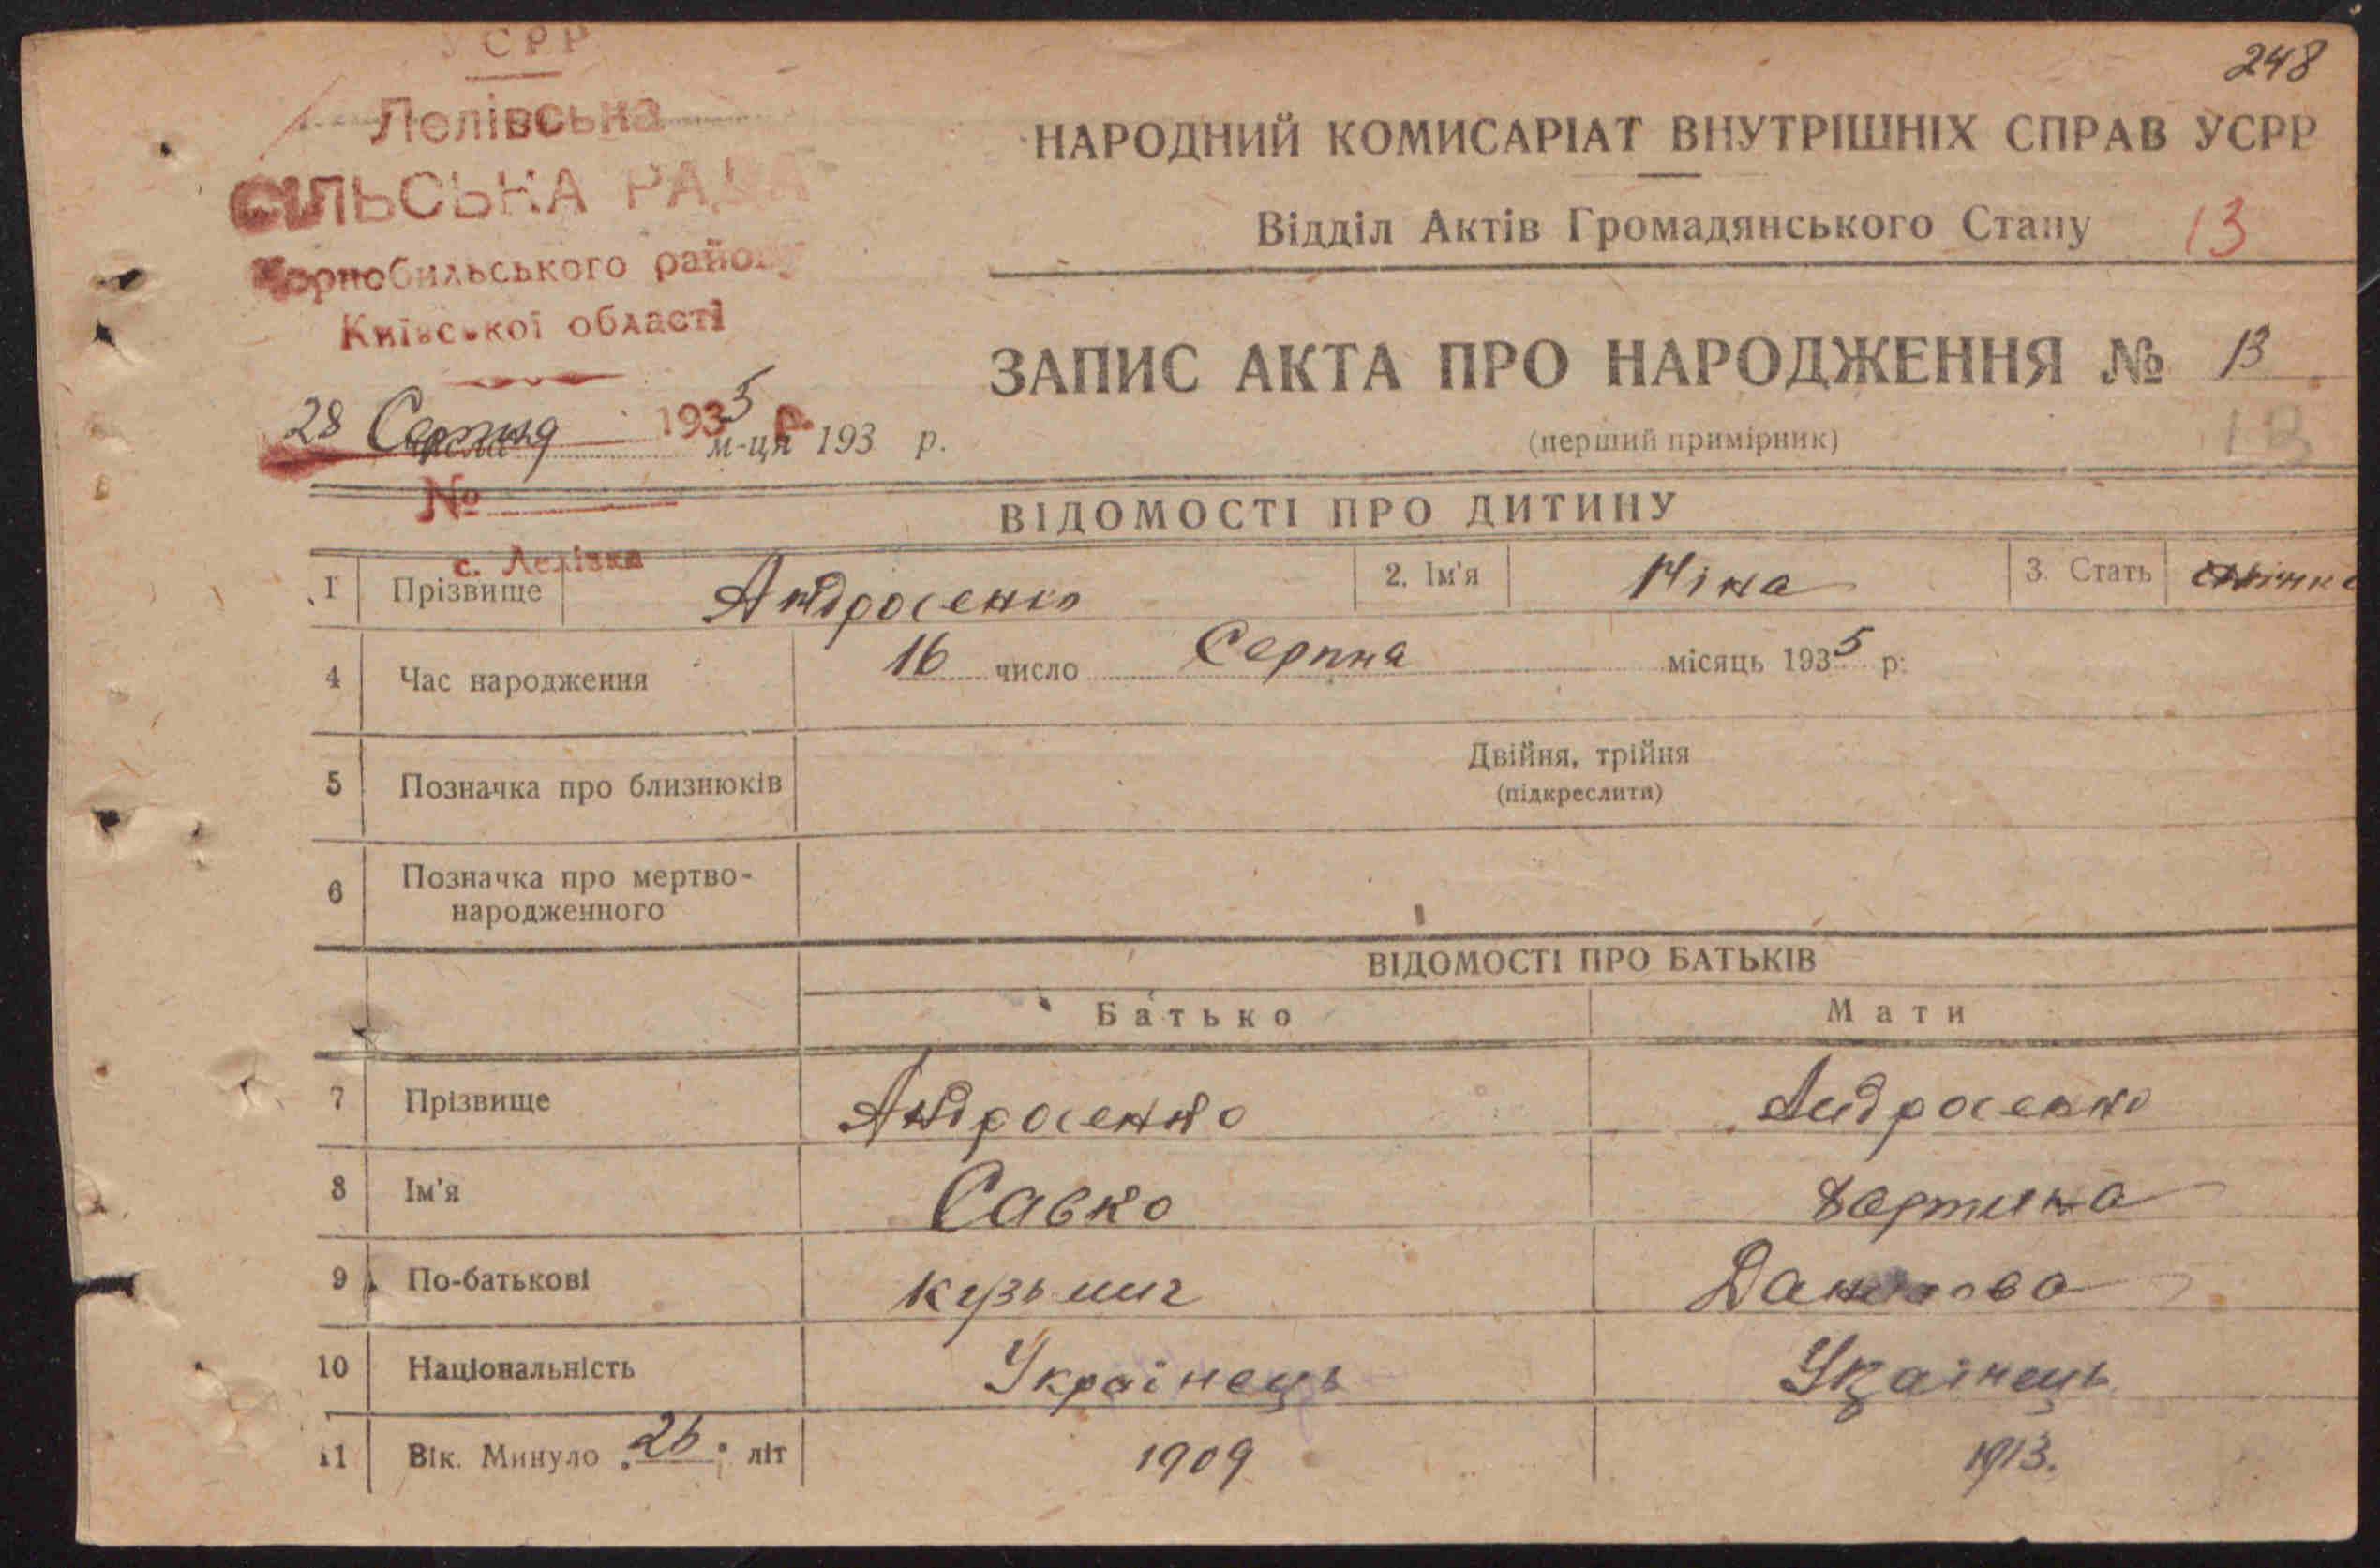 УСРР
248
Лелівська
СІЛЬСЬКА РАДА
Чорнобильського району
Київської області
НАРОДНИЙ КОМИСАРІАТ ВНУТРІШНІХ СПРАВ УСРР
Відділ Актів Громадянського Стану 13
ЗАПИС АКТА ПРО НАРОДЖЕННЯ № 13
(перший примірник)
28 Серпня 1935 р. м-ця 193 р.
№
ВІДОМОСТІ ПРО ДИТИНУ
с. Лелівка
1 Прізвище Андросенко 2. Ім'я Ніна 3. Стать
4 Час народження 16 число Серпня місяць 1935 р.
5 Позначка про близнюків Двійня, трійня
(підкреслити)
6 Позначка про мертво-
народженного
ВІДОМОСТІ ПРО БАТЬКІВ
Батько Мати
7 Прізвище Андросенко Андросенко
8 Ім'я Савко
9 По-батькові Кузьмич
10 Національність Українець Украінець
11 Вік. Минуло 26 літ 1909 1913.